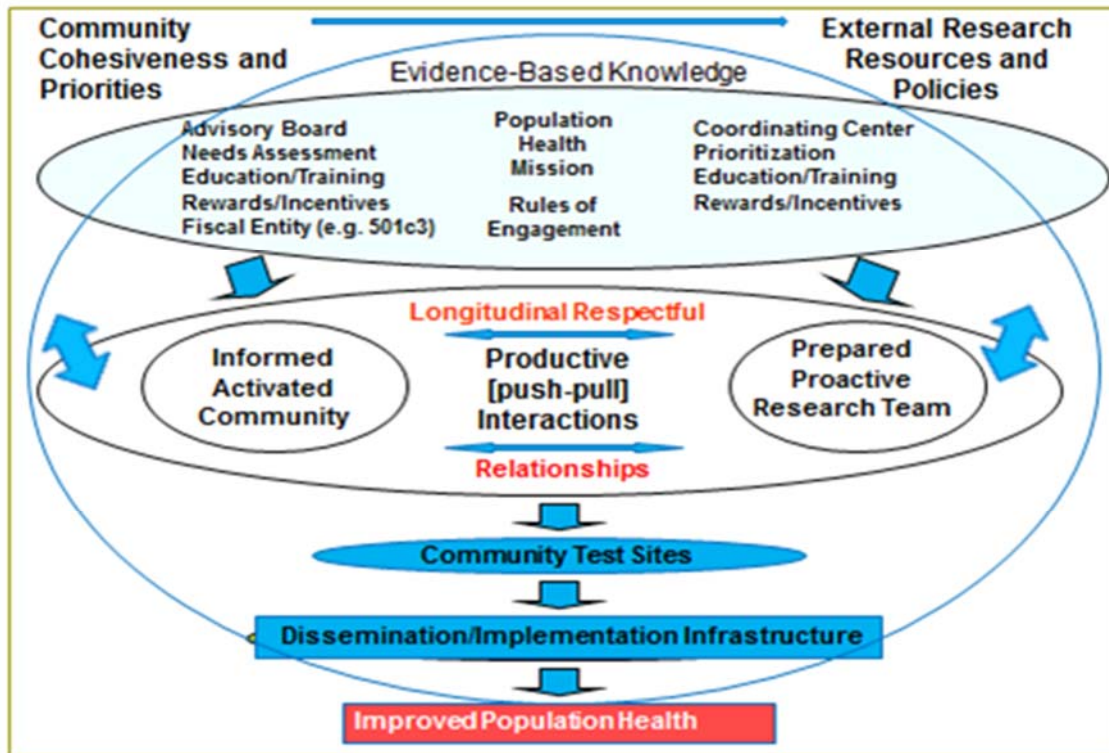 Community
Cohesiveness and
Priorities
External Research
Resources and
Policies
Evidence-Based Knowledge
Advisory Board
Needs Assessment
Education/Training
Rewards/Incentives
Fiscal Entity (e.g. 501c3)
Population
Health
Mission
Rules of
Engagement
Coordinating Center
Prioritization
Education/Training
Rewards/Incentives
Longitudinal Respectful
Informed
Activated
Community
Productive
[push-pull]
Interactions
Prepared
Proactive
Research Team
Relationships
Community Test Sites
Dissemination/Implementation Infrastructure
Improved Population Health